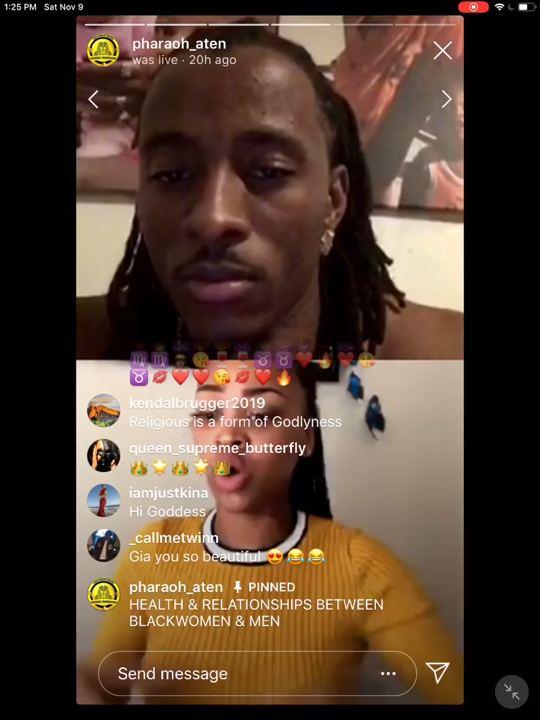 1:25 PM Sat Nov 9
pharaoh_aten
was live · 20h ago
kendalbrugger2019
Religious is a form of Godlyness
queen_supreme_butterfly
iamjustkina
Hi Goddess
_callmetwinn
Gia you so beautiful 😍😂😂
pharaoh_aten PINNED
HEALTH & RELATIONSHIPS BETWEEN
BLACKWOMEN & MEN
Send message